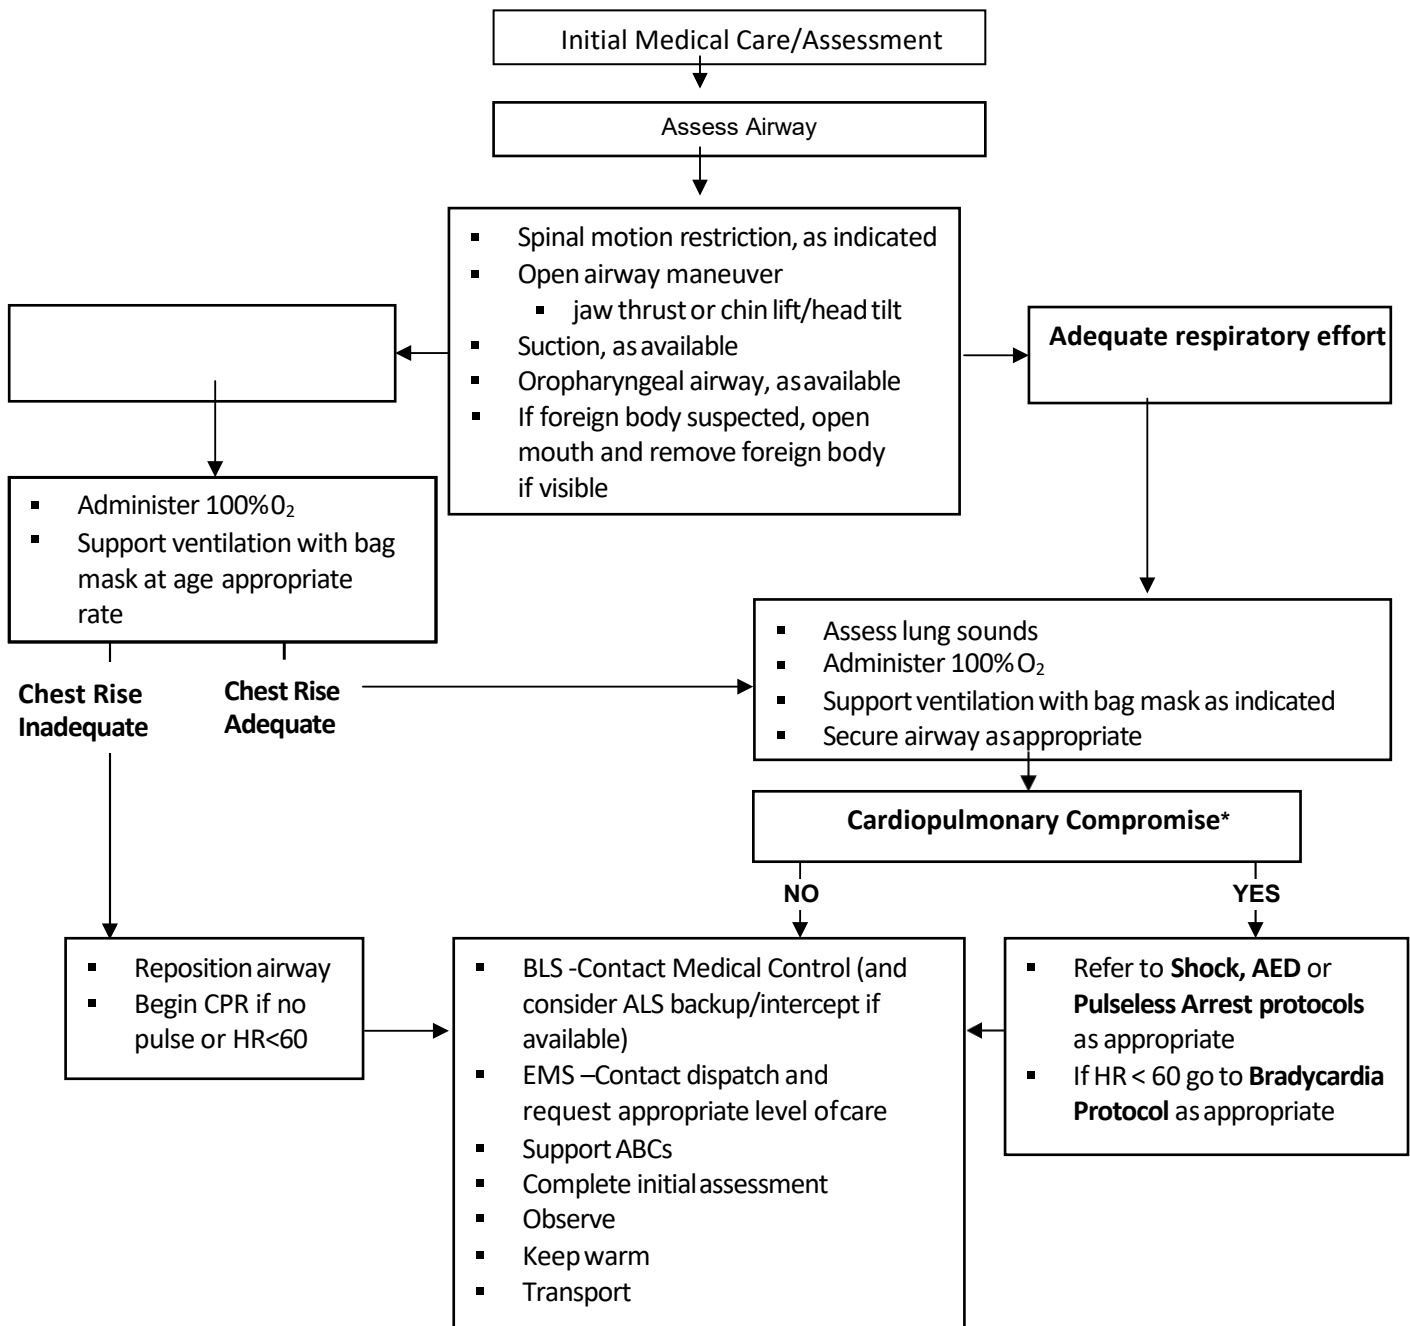 Initial Medical Care/Assessment
Assess Airway
▪ Spinal motion restriction, as indicated
▪ Open airway maneuver
▪ jaw thrust or chin lift/head tilt
▪ Suction, as available
▪ Oropharyngeal airway, as available
▪ If foreign body suspected, open
mouth and remove foreign body
if visible
Adequate respiratory effort
▪ Administer 100% 0₂
▪ Support ventilation with bag
mask at age appropriate
rate
Chest Rise
Inadequate
Chest Rise
Adequate
▪ Assess lung sounds
▪ Administer 100% O₂
▪ Support ventilation with bag mask as indicated
▪ Secure airway as appropriate
Cardiopulmonary Compromise*
NO
YES
▪ Reposition airway
▪ Begin CPR if no
pulse or HR<60
▪ BLS -Contact Medical Control (and
consider ALS backup/intercept if
available)
▪ EMS –Contact dispatch and
request appropriate level of care
▪ Support ABCs
▪ Complete initial assessment
▪ Observe
▪ Keep warm
▪ Transport
▪ Refer to Shock, AED or
Pulseless Arrest protocols
as appropriate
▪ If HR < 60 go to Bradycardia
Protocol as appropriate